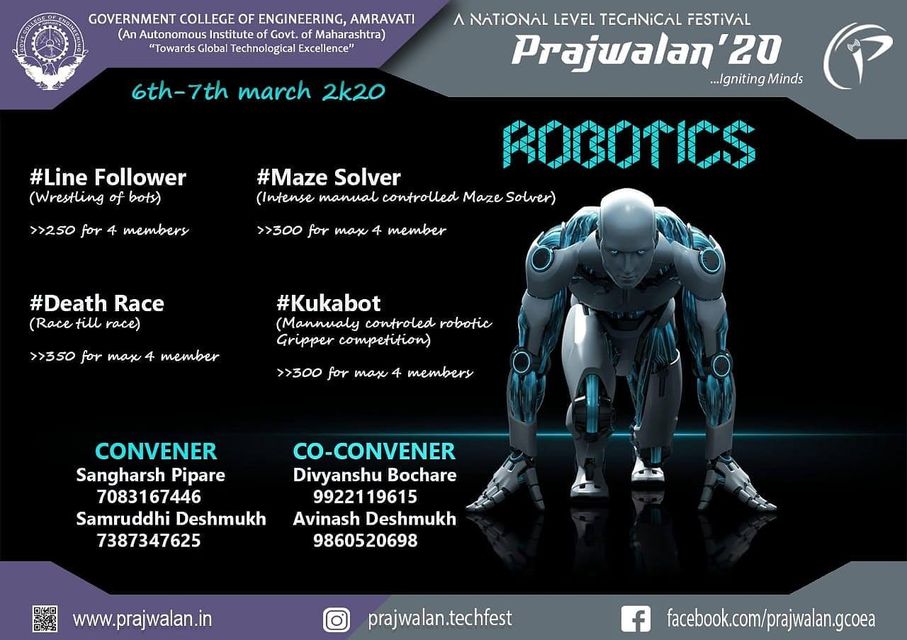 GOVERNMENT COLLEGE OF ENGINEERING, AMRAVATI
(An Autonomous Institute of Govt. of Maharashtra)
“Towards Global Technological Excellence”
A NATIONAL LEVEL TECHNICAL FESTIVAL
Prajwalan'20
...Igniting Minds
6th-7th march 2k20
ROBOTICS
#Line Follower
(Wrestling of bots)
>>250 for 4 members
#Maze Solver
(Intense manual controlled Maze Solver)
>>300 for max 4 member
#Death Race
(Race till race)
>>350 for max 4 member
#Kukabot
(Mannualy controled robotic
Gripper competition)
>>300 for max 4 members
CONVENER
Sangharsh Pipare
7083167446
Samruddhi Deshmukh
7387347625
CO-CONVENER
Divyanshu Bochare
9922119615
Avinash Deshmukh
9860520698
www.prajwalan.in
prajwalan.techfest
facebook.com/prajwalan.gcoea